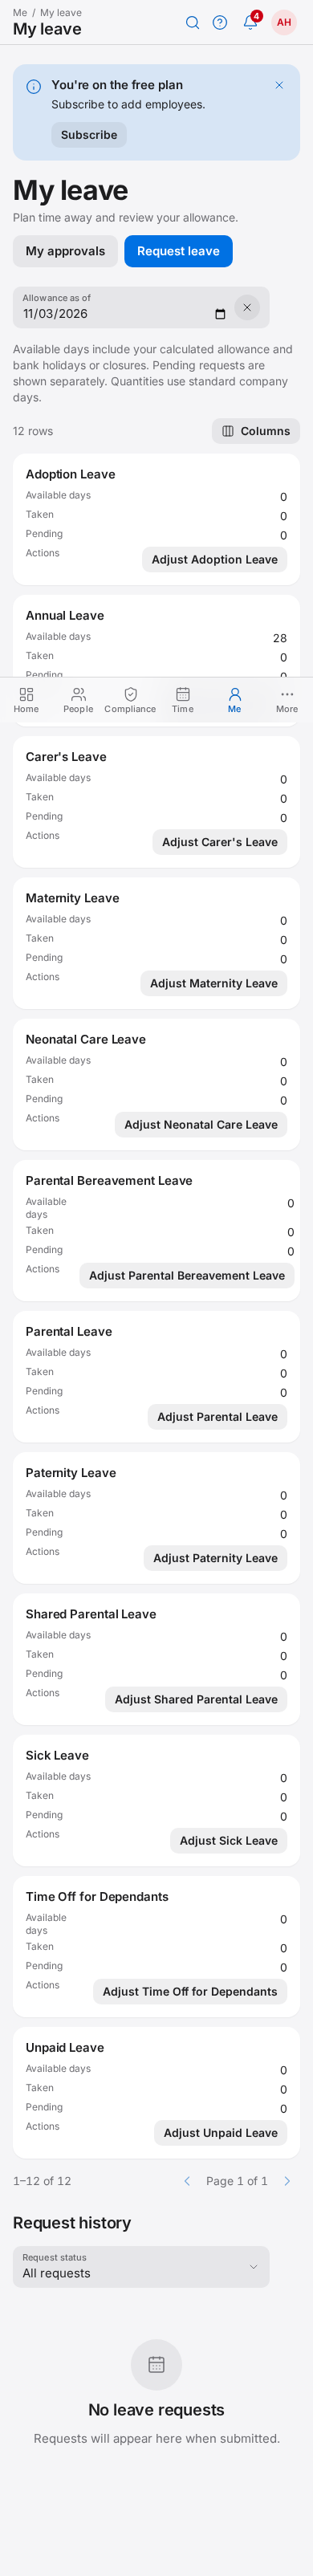 Me / My leave
My leave
4
AH
You're on the free plan
Subscribe to add employees.
Subscribe
My leave
Plan time away and review your allowance.
My approvals
Request leave
Allowance as of
11/03/2026
Available days include your calculated allowance and
bank holidays or closures. Pending requests are
shown separately. Quantities use standard company
days.
12 rows
Columns
Adoption Leave
Available days 0
Taken 0
Pending 0
Actions Adjust Adoption Leave
Annual Leave
Available days 28
Taken 0
Pending 0
Home People Compliance Time Me More
Carer's Leave
Available days 0
Taken 0
Pending 0
Actions Adjust Carer's Leave
Maternity Leave
Available days 0
Taken 0
Pending 0
Actions Adjust Maternity Leave
Neonatal Care Leave
Available days 0
Taken 0
Pending 0
Actions Adjust Neonatal Care Leave
Parental Bereavement Leave
Available
days 0
Taken 0
Pending 0
Actions Adjust Parental Bereavement Leave
Parental Leave
Available days 0
Taken 0
Pending 0
Actions Adjust Parental Leave
Paternity Leave
Available days 0
Taken 0
Pending 0
Actions Adjust Paternity Leave
Shared Parental Leave
Available days 0
Taken 0
Pending 0
Actions Adjust Shared Parental Leave
Sick Leave
Available days 0
Taken 0
Pending 0
Actions Adjust Sick Leave
Time Off for Dependants
Available
days 0
Taken 0
Pending 0
Actions Adjust Time Off for Dependants
Unpaid Leave
Available days 0
Taken 0
Pending 0
Actions Adjust Unpaid Leave
1–12 of 12
Page 1 of 1
Request history
Request status
All requests
No leave requests
Requests will appear here when submitted.